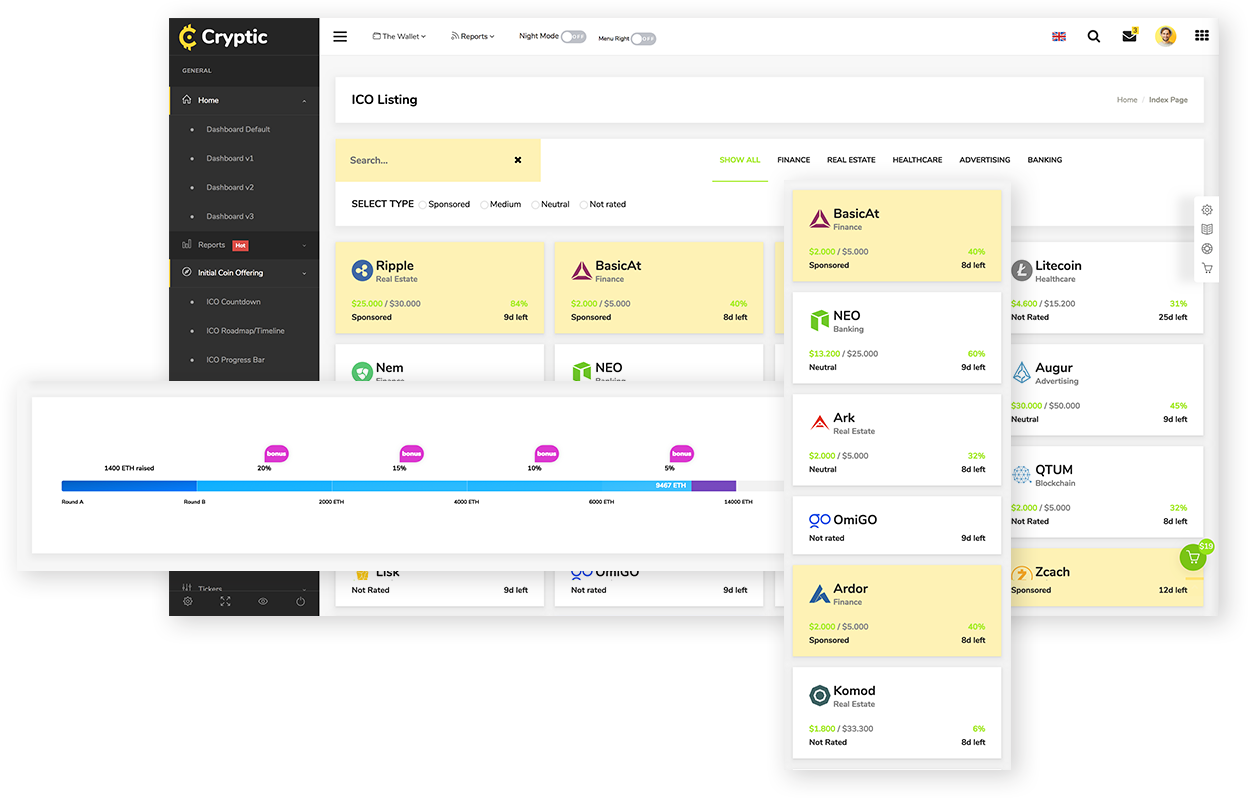 Cryptic
The Wallet
Reports
Night Mode
OFF
Menu Right
OFF
3
GENERAL
Home
Dashboard Default
Dashboard v1
Dashboard v2
Dashboard v3
Reports Hot
Initial Coin Offering
ICO Countdown
ICO Roadmap/Timeline
ICO Progress Bar
Tickers
ICO Listing
Home / Index Page
Search...
SHOW ALL FINANCE REAL ESTATE HEALTHCARE ADVERTISING BANKING
SELECT TYPE Sponsored Medium Neutral Not rated
Ripple
Real Estate
$25.000 / $30.000 84%
Sponsored 9d left
BasicAt
Finance
$2.000 / $5.000 40%
Sponsored 8d left
Litecoin
Healthcare
$4.600 / $15.200 31%
Not Rated 25d left
Nem
Finance
NEO
Banking
Augur
Advertising
$30.000 / $50.000 45%
Neutral 9d left
QTUM
Blockchain
$2.000 / $5.000 32%
Not Rated 8d left
Lisk
Not Rated 9d left
OmiGO
Not rated 9d left
Zcach
Sponsored 12d left
$19
BasicAt
Finance
$2.000 / $5.000 40%
Sponsored 8d left
NEO
Banking
$13.200 / $25.000 60%
Neutral 9d left
Ark
Real Estate
$2.000 / $5.000 32%
Neutral 8d left
OmiGO
Not rated 9d left
Ardor
Finance
$2.000 / $5.000 40%
Sponsored 8d left
Komod
Real Estate
$1.800 / $33.300 6%
Not Rated 8d left
bonus bonus bonus bonus
1400 ETH raised 20% 15% 10% 5%
9467 ETH
Round A Round B 2000 ETH 4000 ETH 6000 ETH 14000 ETH